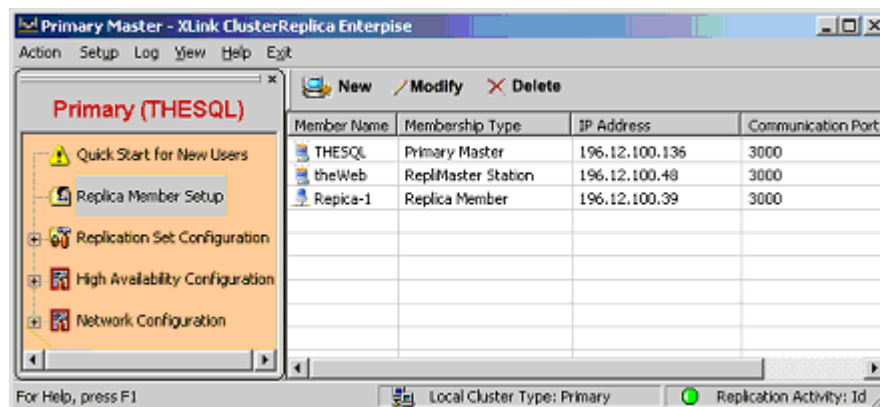 Primary Master - XLink ClusterReplica Enterpise
Action Setup Log View Help Exit
Primary (THESQL)
Quick Start for New Users
Replica Member Setup
Replication Set Configuration
High Availability Configuration
Network Configuration
New Modify Delete
Member Name Membership Type IP Address Communication Port
THESQL Primary Master 196.12.100.136 3000
theWeb RepliMaster Station 196.12.100.48 3000
Repica-1 Replica Member 196.12.100.39 3000
For Help, press F1 Local Cluster Type: Primary Replication Activity: Id